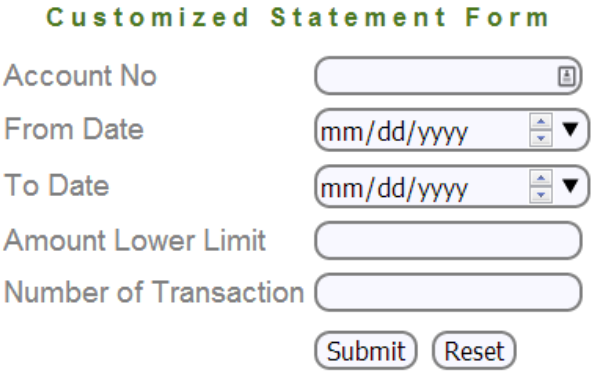 Customized Statement Form
Account No
From Date mm/dd/yyyy
To Date mm/dd/yyyy
Amount Lower Limit
Number of Transaction
Submit Reset